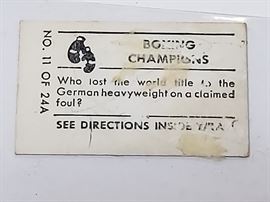 NO. 11 OF 24A
BOXING
CHAMPIONS
Who lost the world title to the
German heavyweight on a claimed
foul?
SEE DIRECTIONS INSIDE